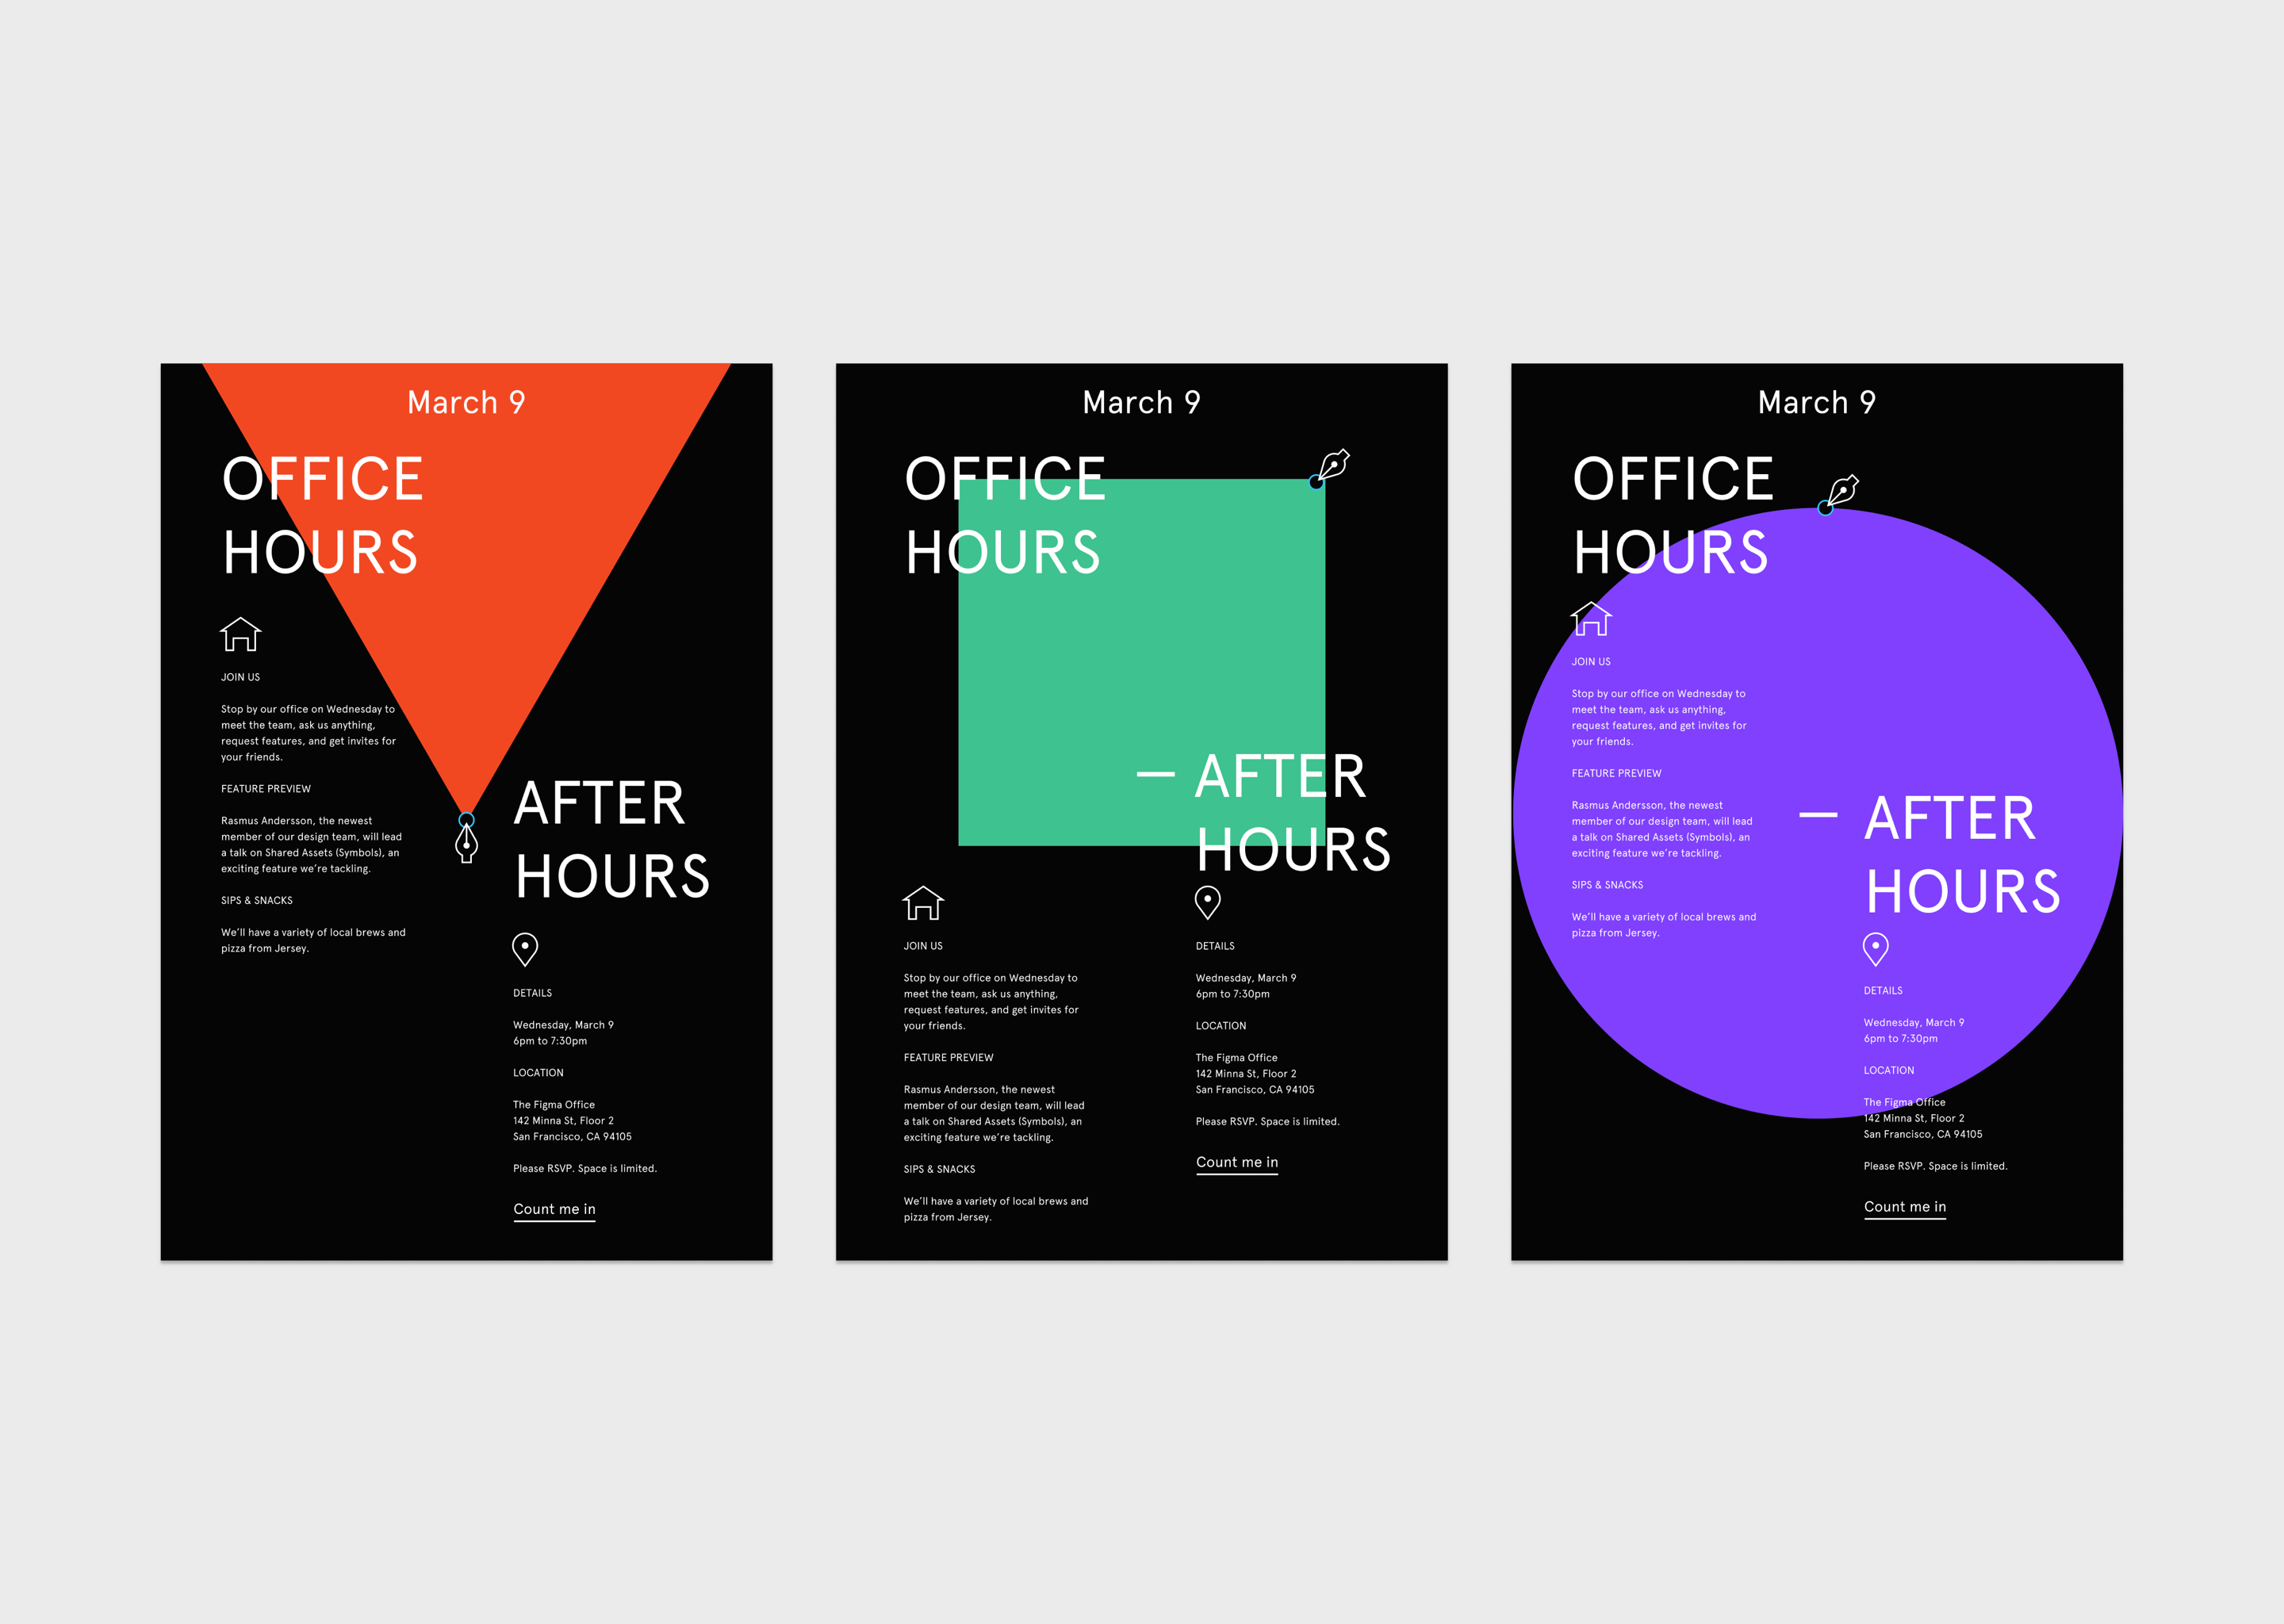 March 9
OFFICE
HOURS
JOIN US
Stop by our office on Wednesday to
meet the team, ask us anything,
request features, and get invites for
your friends.
FEATURE PREVIEW
Rasmus Andersson, the newest
member of our design team, will lead
a talk on Shared Assets (Symbols), an
exciting feature we’re tackling.
SIPS & SNACKS
We’ll have a variety of local brews and
pizza from Jersey.
AFTER
HOURS
DETAILS
Wednesday, March 9
6pm to 7:30pm
LOCATION
The Figma Office
142 Minna St, Floor 2
San Francisco, CA 94105
Please RSVP. Space is limited.
Count me in
March 9
OFFICE
HOURS
— AFTER
HOURS
JOIN US
Stop by our office on Wednesday to
meet the team, ask us anything,
request features, and get invites for
your friends.
FEATURE PREVIEW
Rasmus Andersson, the newest
member of our design team, will lead
a talk on Shared Assets (Symbols), an
exciting feature we’re tackling.
SIPS & SNACKS
We’ll have a variety of local brews and
pizza from Jersey.
DETAILS
Wednesday, March 9
6pm to 7:30pm
LOCATION
The Figma Office
142 Minna St, Floor 2
San Francisco, CA 94105
Please RSVP. Space is limited.
Count me in
March 9
OFFICE
HOURS
JOIN US
Stop by our office on Wednesday to
meet the team, ask us anything,
request features, and get invites for
your friends.
FEATURE PREVIEW
Rasmus Andersson, the newest
member of our design team, will lead
a talk on Shared Assets (Symbols), an
exciting feature we’re tackling.
SIPS & SNACKS
We’ll have a variety of local brews and
pizza from Jersey.
— AFTER
HOURS
DETAILS
Wednesday, March 9
6pm to 7:30pm
LOCATION
The Figma Office
142 Minna St, Floor 2
San Francisco, CA 94105
Please RSVP. Space is limited.
Count me in